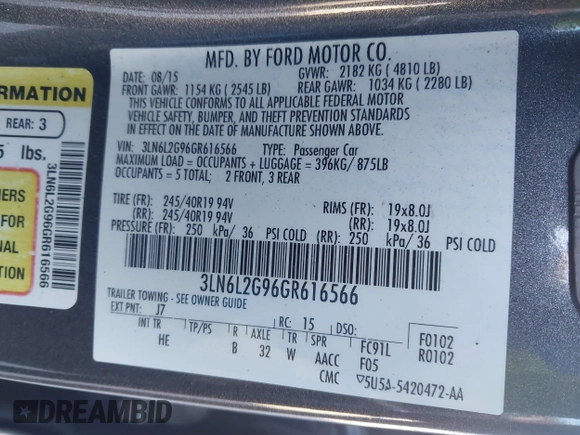 MFD. BY FORD MOTOR CO.
DATE: 08/15 GVWR: 2182 KG ( 4810 LB)
FRONT GAWR: 1154 KG ( 2545 LB) REAR GAWR: 1034 KG ( 2280 LB)
THIS VEHICLE CONFORMS TO ALL APPLICABLE FEDERAL MOTOR
VEHICLE SAFETY, BUMPER, AND THEFT PREVENTION STANDARDS
IN EFFECT ON THE DATE OF MANUFACTURE SHOWN ABOVE.
VIN: 3LN6L2G96GR616566 TYPE: Passenger Car
MAXIMUM LOAD = OCCUPANTS + LUGGAGE = 396KG/ 875LB
OCCUPANTS = 5 TOTAL; 2 FRONT, 3 REAR
TIRE (FR): 245/40R19 94V RIMS (FR): 19x8.0J
(RR): 245/40R19 94V (RR): 19x8.0J
PRESSURE (FR): 250 kPa/ 36 PSI COLD (RR): 250 kPa/ 36 PSI COLD
3LN6L2G96GR616566
TRAILER TOWING - SEE OWNER GUIDE
EXT PNT: J7 RC: 15 DSO:
INT TR TP/PS R AXLE TR SPR FC91L F0102
HE B 32 W AACC F05 R0102
CMC ▽5U5A-5420472-AA
ORMATION
REAR: 3
5 lbs.
ERS
D FOR
NAL
ION
3LN6L2G96GR616566
DREAMBID